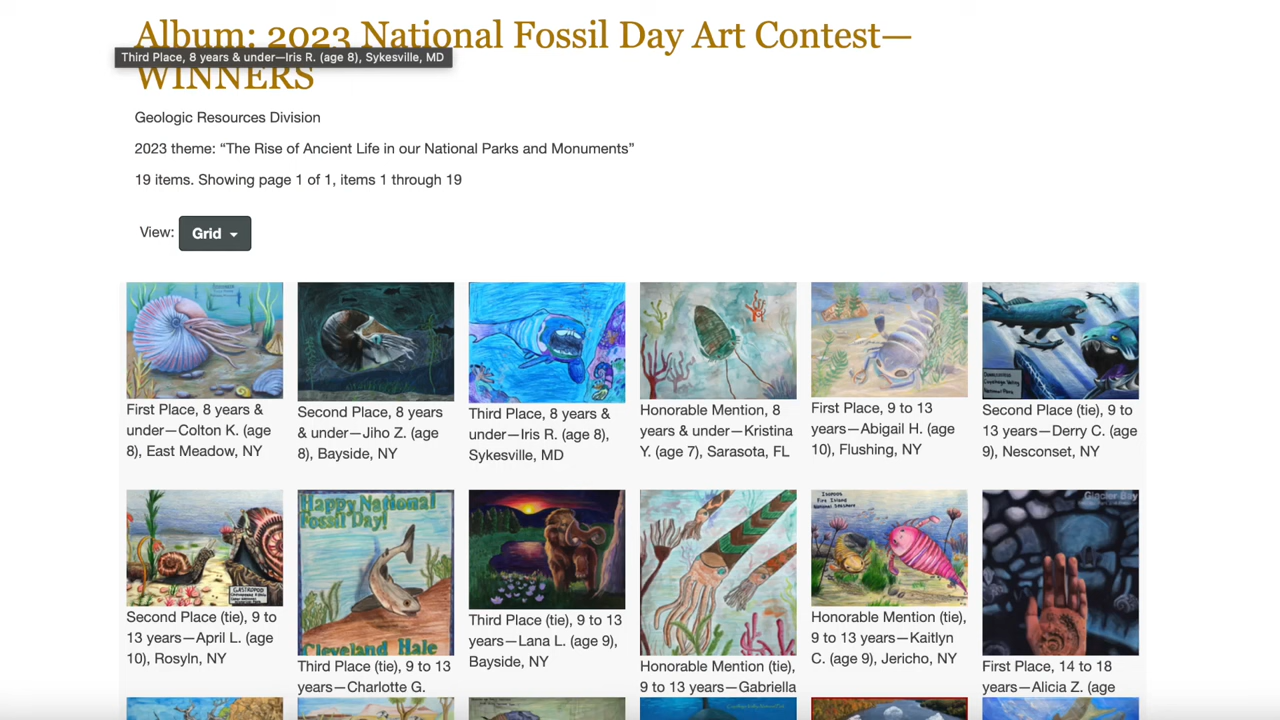 Album: 2023 National Fossil Day Art Contest—
Third Place, 8 years & under—Iris R. (age 8), Sykesville, MD
WINNERS
Geologic Resources Division
2023 theme: “The Rise of Ancient Life in our National Parks and Monuments”
19 items. Showing page 1 of 1, items 1 through 19
View: Grid
First Place, 8 years &
under—Colton K. (age
8), East Meadow, NY
Second Place, 8 years
& under—Jiho Z. (age
8), Bayside, NY
Third Place, 8 years &
under—Iris R. (age 8),
Sykesville, MD
Honorable Mention, 8
years & under—Kristina
Y. (age 7), Sarasota, FL
First Place, 9 to 13
years—Abigail H. (age
10), Flushing, NY
Second Place (tie), 9 to
13 years—Derry C. (age
9), Nesconset, NY
GASTROPOD
Second Place (tie), 9 to
13 years—April L. (age
10), Rosyln, NY
Happy National
Fossil Day!
Third Place (tie), 9 to 13
years—Charlotte G.
Third Place (tie), 9 to 13
years—Lana L. (age 9),
Bayside, NY
Honorable Mention (tie),
9 to 13 years—Gabriella
Fire Island
National Seashore
Honorable Mention (tie),
9 to 13 years—Kaitlyn
C. (age 9), Jericho, NY
Glacier Bay
First Place, 14 to 18
years—Alicia Z. (age